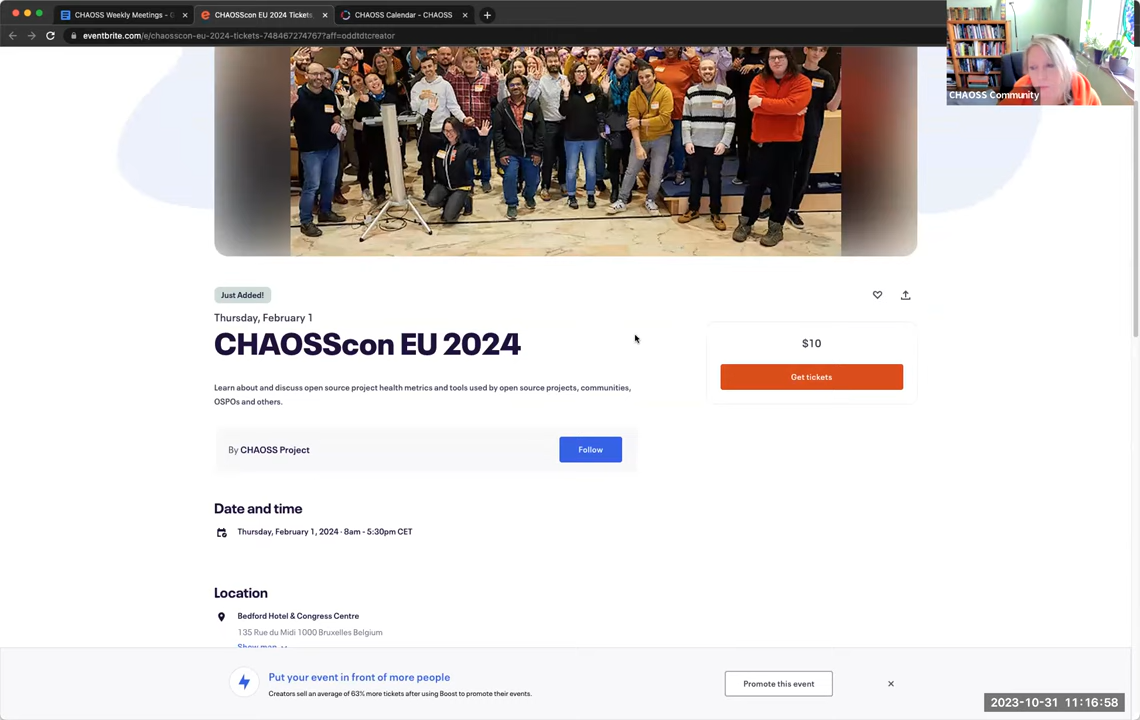 CHAOSS Weekly Meetings - D
CHAOSScon EU 2024 Tickets,
CHAOSS Calendar - CHAOSS
eventbrite.com/e/chaosscon-eu-2024-tickets-748467274767?aff=oddtdtcreator
CHAOSS Community
Just Added!
Thursday, February 1
CHAOSScon EU 2024
$10
Get tickets
Learn about and discuss open source project health metrics and tools used by open source projects, communities,
OSPOs and others.
By CHAOSS Project
Follow
Date and time
Thursday, February 1, 2024 · 8am - 5:30pm CET
Location
Bedford Hotel & Congress Centre
135 Rue du Midi 1000 Bruxelles Belgium
Show map
Put your event in front of more people
Creators sell an average of 63% more tickets after using Boost to promote their events.
Promote this event
2023-10-31 11:16:58